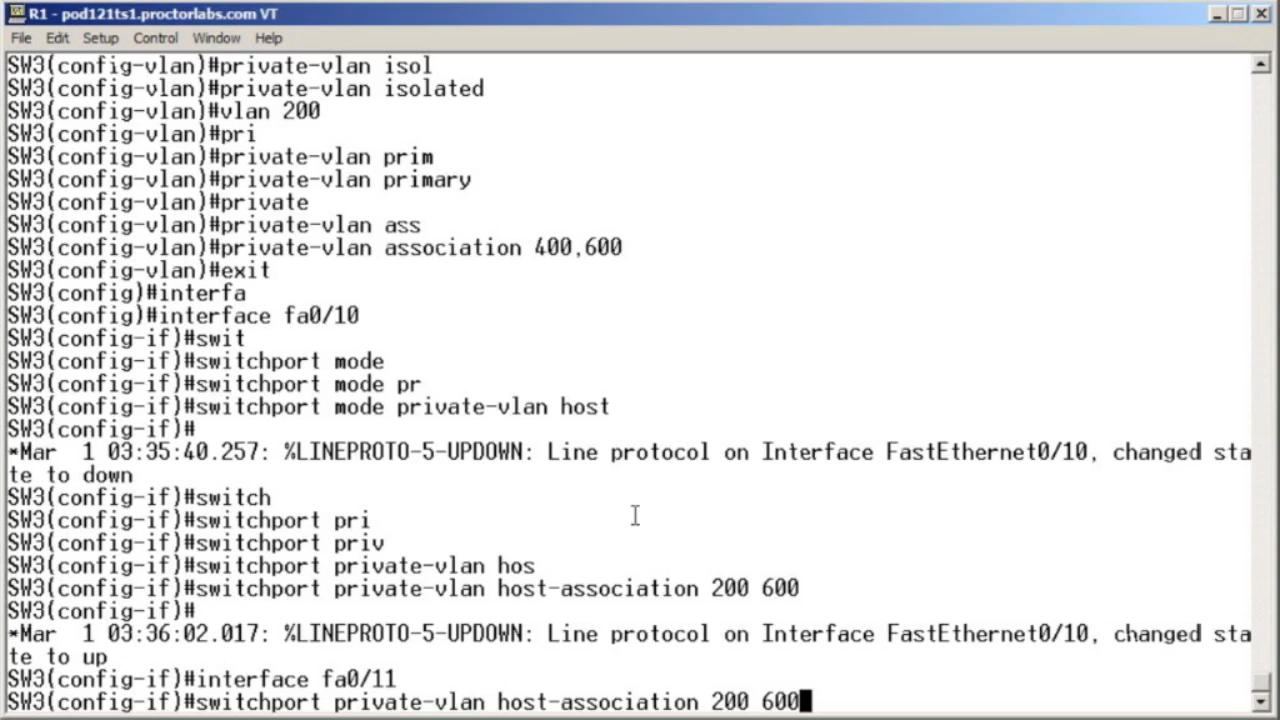 R1 - pod121ts1.proctorlabs.com VT
File Edit Setup Control Window Help
SW3(config-vlan)#private-vlan isol
SW3(config-vlan)#private-vlan isolated
SW3(config-vlan)#vlan 200
SW3(config-vlan)#pri
SW3(config-vlan)#private-vlan prim
SW3(config-vlan)#private-vlan primary
SW3(config-vlan)#private
SW3(config-vlan)#private-vlan ass
SW3(config-vlan)#private-vlan association 400,600
SW3(config-vlan)#exit
SW3(config)#interfa
SW3(config)#interface fa0/10
SW3(config-if)#swit
SW3(config-if)#switchport mode
SW3(config-if)#switchport mode pr
SW3(config-if)#switchport mode private-vlan host
SW3(config-if)#
*Mar  1 03:35:40.257: %LINEPROTO-5-UPDOWN: Line protocol on Interface FastEthernet0/10, changed sta
te to down
SW3(config-if)#switch
SW3(config-if)#switchport pri
SW3(config-if)#switchport priv
SW3(config-if)#switchport private-vlan hos
SW3(config-if)#switchport private-vlan host-association 200 600
SW3(config-if)#
*Mar  1 03:36:02.017: %LINEPROTO-5-UPDOWN: Line protocol on Interface FastEthernet0/10, changed sta
te to up
SW3(config-if)#interface fa0/11
SW3(config-if)#switchport private-vlan host-association 200 600